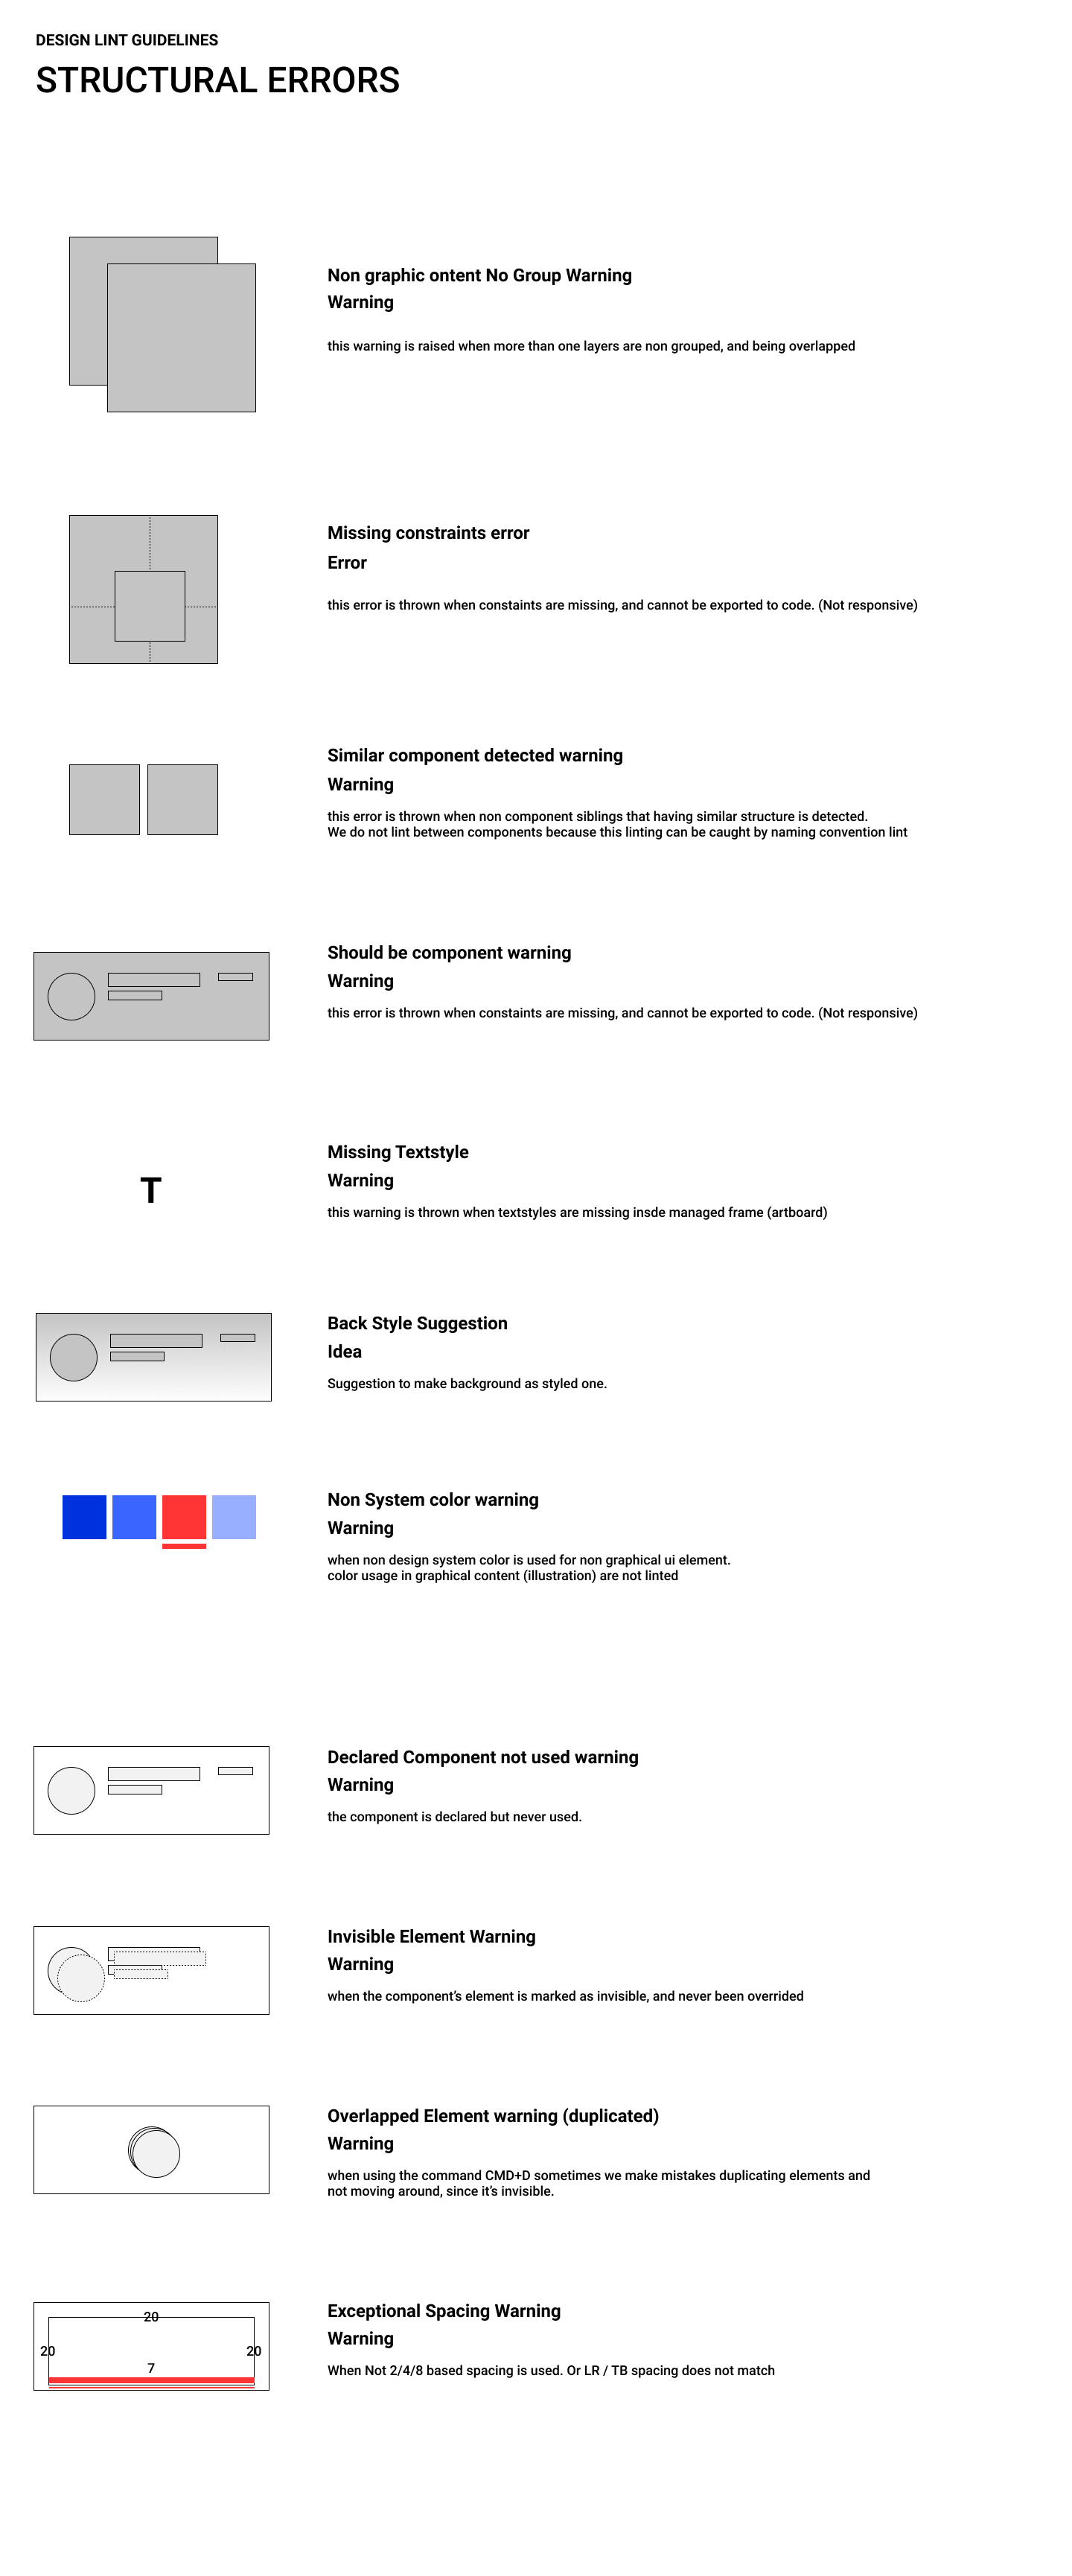 DESIGN LINT GUIDELINES
STRUCTURAL ERRORS
Non graphic ontent No Group Warning
Warning
this warning is raised when more than one layers are non grouped, and being overlapped
Missing constraints error
Error
this error is thrown when constaints are missing, and cannot be exported to code. (Not responsive)
Similar component detected warning
Warning
this error is thrown when non component siblings that having similar structure is detected.
We do not lint between components because this linting can be caught by naming convention lint
Should be component warning
Warning
this error is thrown when constaints are missing, and cannot be exported to code. (Not responsive)
T
Missing Textstyle
Warning
this warning is thrown when textstyles are missing insde managed frame (artboard)
Back Style Suggestion
Idea
Suggestion to make background as styled one.
Non System color warning
Warning
when non design system color is used for non graphical ui element.
color usage in graphical content (illustration) are not linted
Declared Component not used warning
Warning
the component is declared but never used.
Invisible Element Warning
Warning
when the component’s element is marked as invisible, and never been overrided
Overlapped Element warning (duplicated)
Warning
when using the command CMD+D sometimes we make mistakes duplicating elements and
not moving around, since it’s invisible.
20
20
20
7
Exceptional Spacing Warning
Warning
When Not 2/4/8 based spacing is used. Or LR / TB spacing does not match